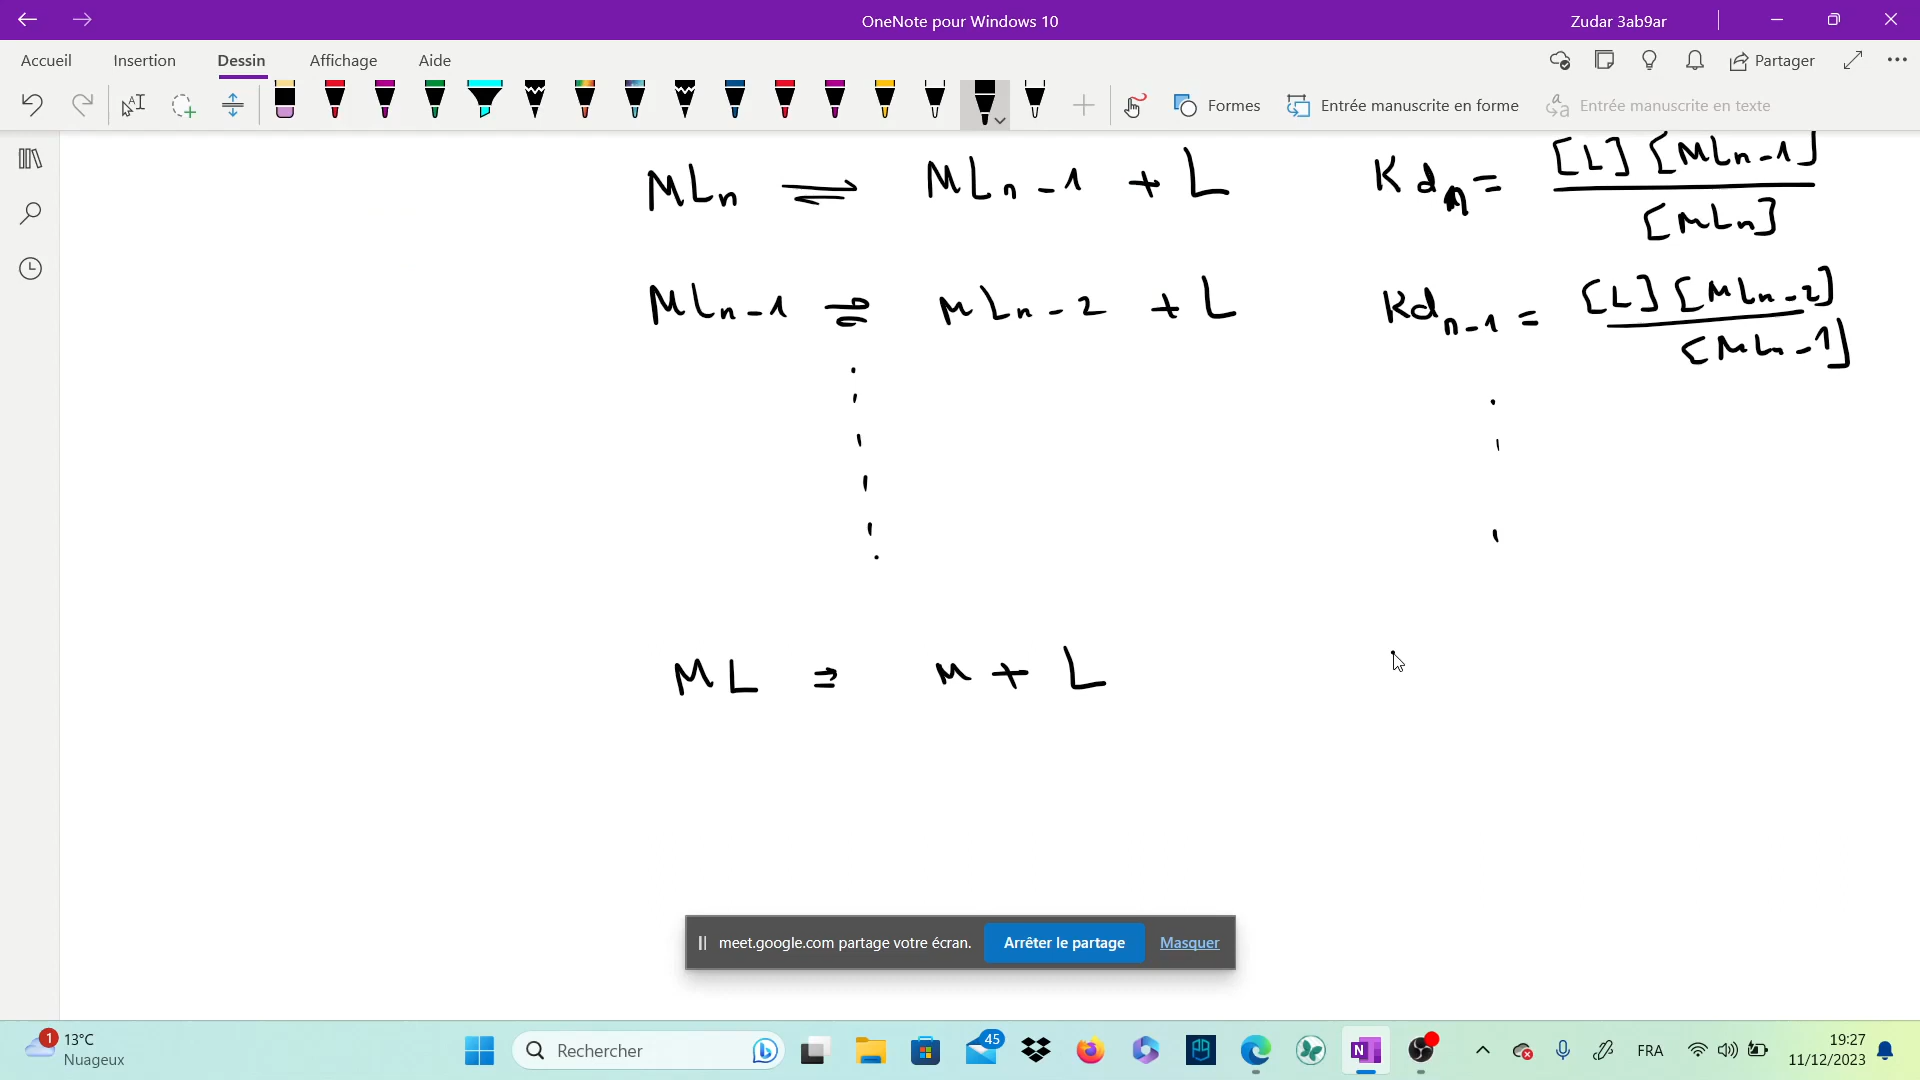 OneNote pour Windows 10
Zudar 3ab9ar
Accueil Insertion Dessin Affichage Aide
Partager
Formes Entrée manuscrite en forme Entrée manuscrite en texte
MLn ⇌ MLn-1 + L Kdn = [L] [MLn-1]
[MLn]
MLn-1 ⇌ MLn-2 + L Kdn-1 = [L] [MLn-2]
[MLn-1]
ML ⇌ M + L
meet.google.com partage votre écran. Arrêter le partage Masquer
1 13°C
Nuageux
Rechercher
45
FRA
19:27
11/12/2023